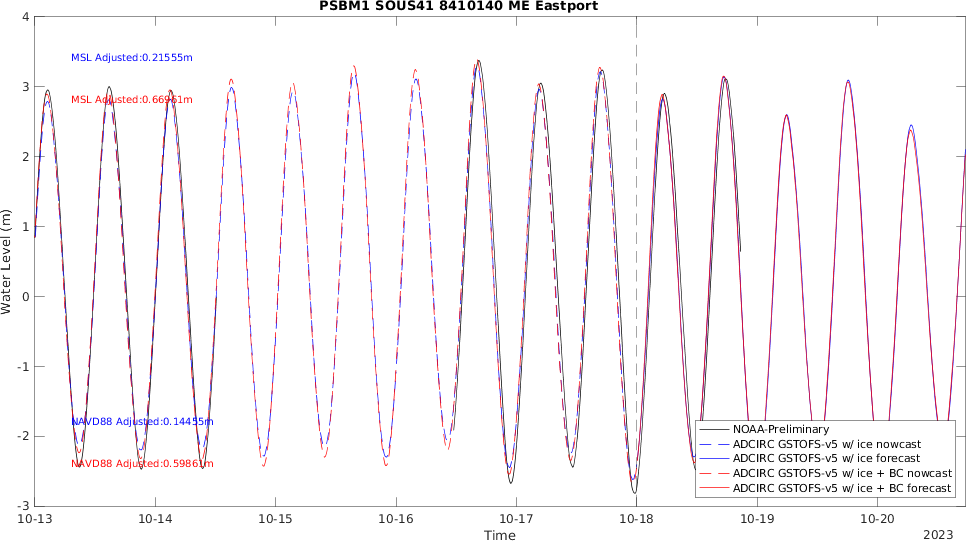 PSBM1 SOUS41 8410140 ME Eastport
4
MSL Adjusted:0.21555m
3
MSL Adjusted:0.66961m
2
1
Water Level (m)
0
-1
NAVD88 Adjusted:0.14455m
-2
NAVD88 Adjusted:0.59861m
-3
NOAA-Preliminary
ADCIRC GSTOFS-v5 w/ ice nowcast
ADCIRC GSTOFS-v5 w/ ice forecast
ADCIRC GSTOFS-v5 w/ ice + BC nowcast
ADCIRC GSTOFS-v5 w/ ice + BC forecast
10-13 10-14 10-15 10-16 10-17 10-18 10-19 10-20
Time
2023